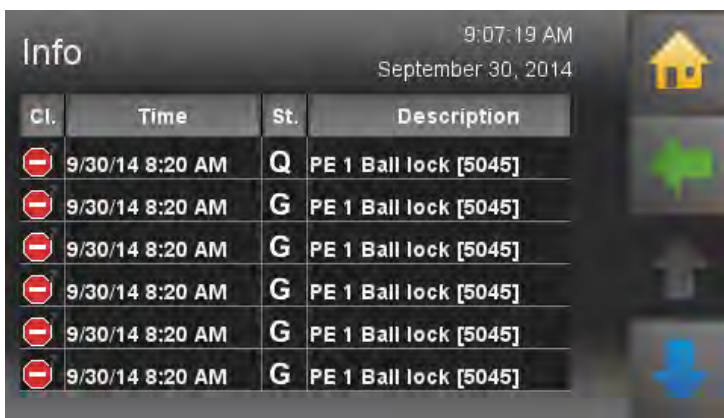 Info
9:07:19 AM
September 30, 2014
Cl. Time St. Description
9/30/14 8:20 AM Q PE 1 Ball lock [5045]
9/30/14 8:20 AM G PE 1 Ball lock [5045]
9/30/14 8:20 AM G PE 1 Ball lock [5045]
9/30/14 8:20 AM G PE 1 Ball lock [5045]
9/30/14 8:20 AM G PE 1 Ball lock [5045]
9/30/14 8:20 AM G PE 1 Ball lock [5045]